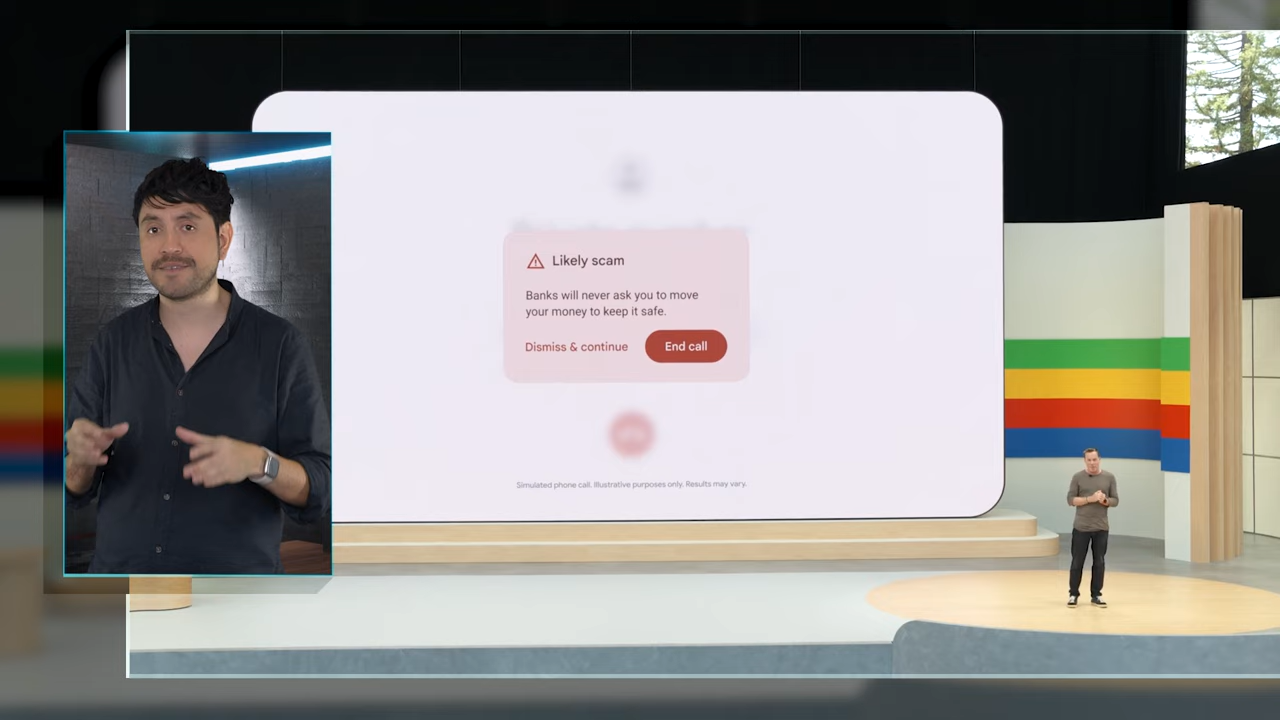 Likely scam
Banks will never ask you to move
your money to keep it safe.
Dismiss & continue
End call
Simulated phone call. Illustrative purposes only. Results may vary.